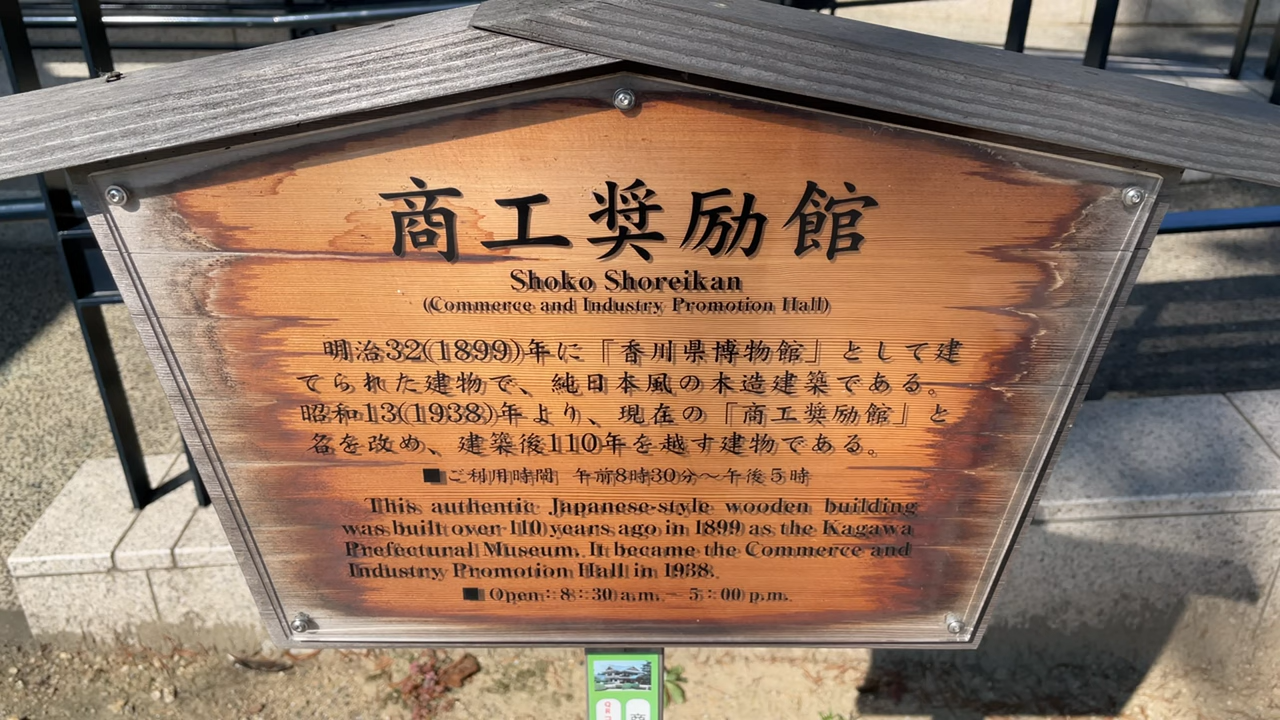 商工奨励館
Shoko Shoreikan
(Commerce and Industry Promotion Hall)
明治32(1899)年に「香川県博物館」として建
てられた建物で、純日本風の木造建築である。
昭和13(1938)年より、現在の「商工奨励館」と
名を改め、建築後110年を越す建物である。
■ご利用時間 午前8時30分～午後5時
This authentic Japanese-style wooden building
was built over 110 years ago in 1899 as the Kagawa
Prefectural Museum. It became the Commerce and
Industry Promotion Hall in 1938.
■Open：8：30 a.m.－ 5：00 p.m.
商